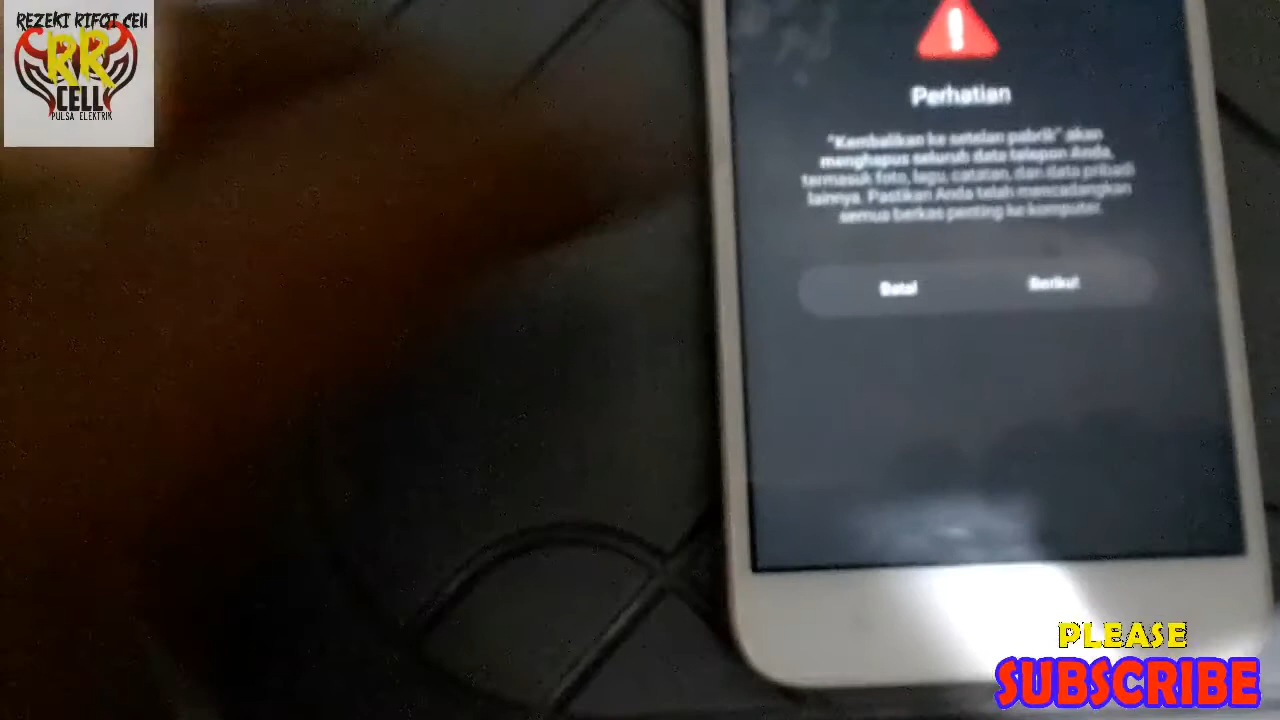 REZEKI RIFQI CEll
RR
CELL
PULSA ELEKTRIK
Perhatian
"Kembalikan ke setelan pabrik" akan
menghapus seluruh data telepon Anda,
termasuk foto, lagu, catatan, dan data pribadi
lainnya. Pastikan Anda telah mencadangkan
semua berkas penting ke komputer.
Batal Berikut
PLEASE
SUBSCRIBE